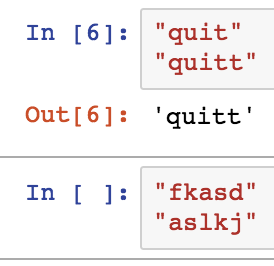 In [6]: "quit"
"quitt"
Out[6]: 'quitt'
In [ ]: "fkasd"
"aslkj"